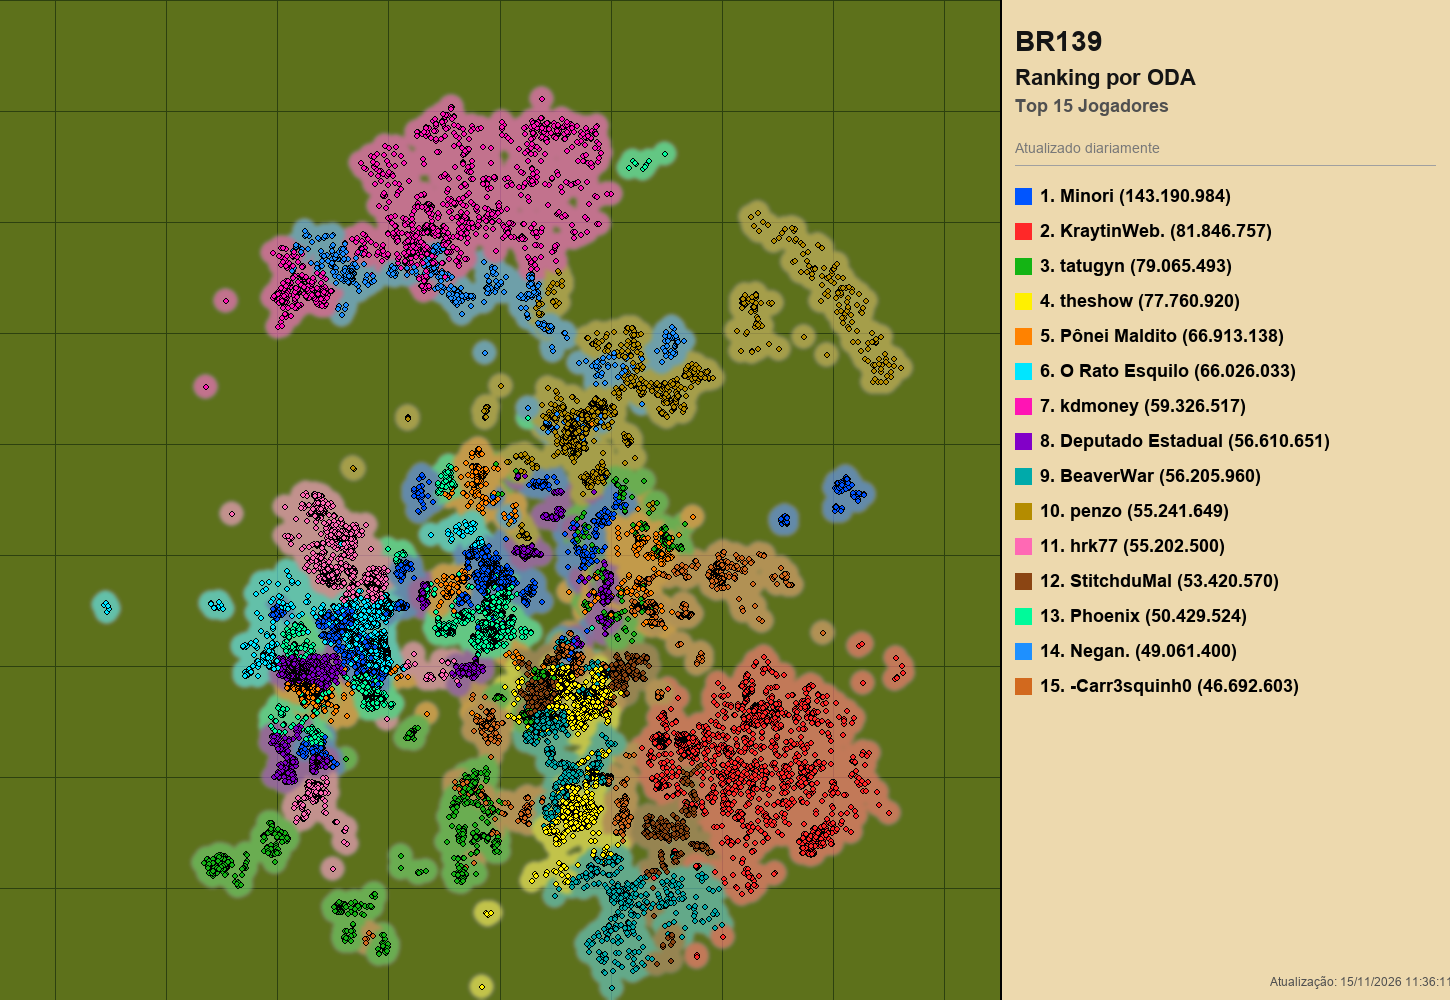 BR139
Ranking por ODA
Top 15 Jogadores
Atualizado diariamente
1. Minori (143.190.984)
2. KraytinWeb. (81.846.757)
3. tatugyn (79.065.493)
4. theshow (77.760.920)
5. Pônei Maldito (66.913.138)
6. O Rato Esquilo (66.026.033)
7. kdmoney (59.326.517)
8. Deputado Estadual (56.610.651)
9. BeaverWar (56.205.960)
10. penzo (55.241.649)
11. hrk77 (55.202.500)
12. StitchduMal (53.420.570)
13. Phoenix (50.429.524)
14. Negan. (49.061.400)
15. -Carr3squinh0 (46.692.603)
Atualização: 15/11/2026 11:36:11